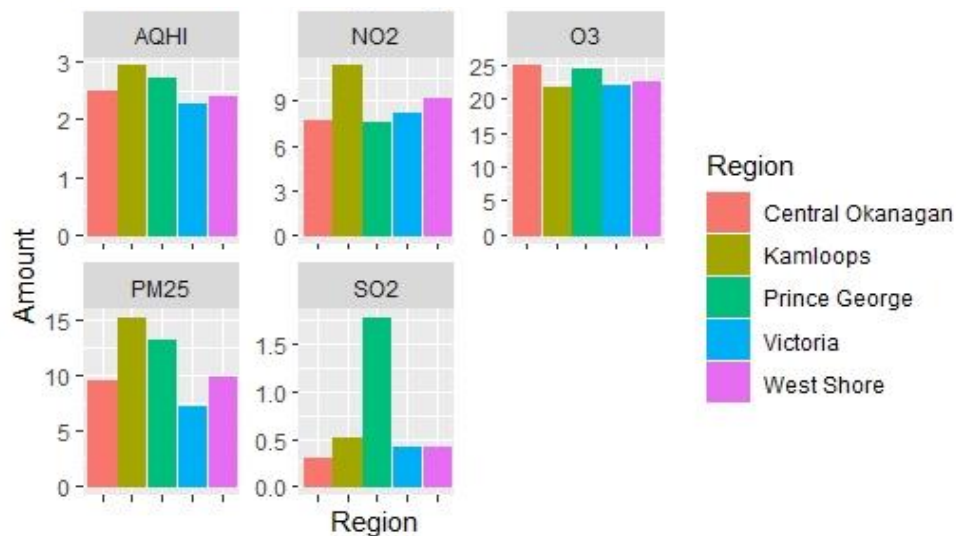 AQHI
NO2
O3
3
2
1
0
9
6
3
0
25
20
15
10
5
0
Amount
PM25
SO2
15
10
5
0
1.5
1.0
0.5
0.0
Region
Region
Central Okanagan
Kamloops
Prince George
Victoria
West Shore